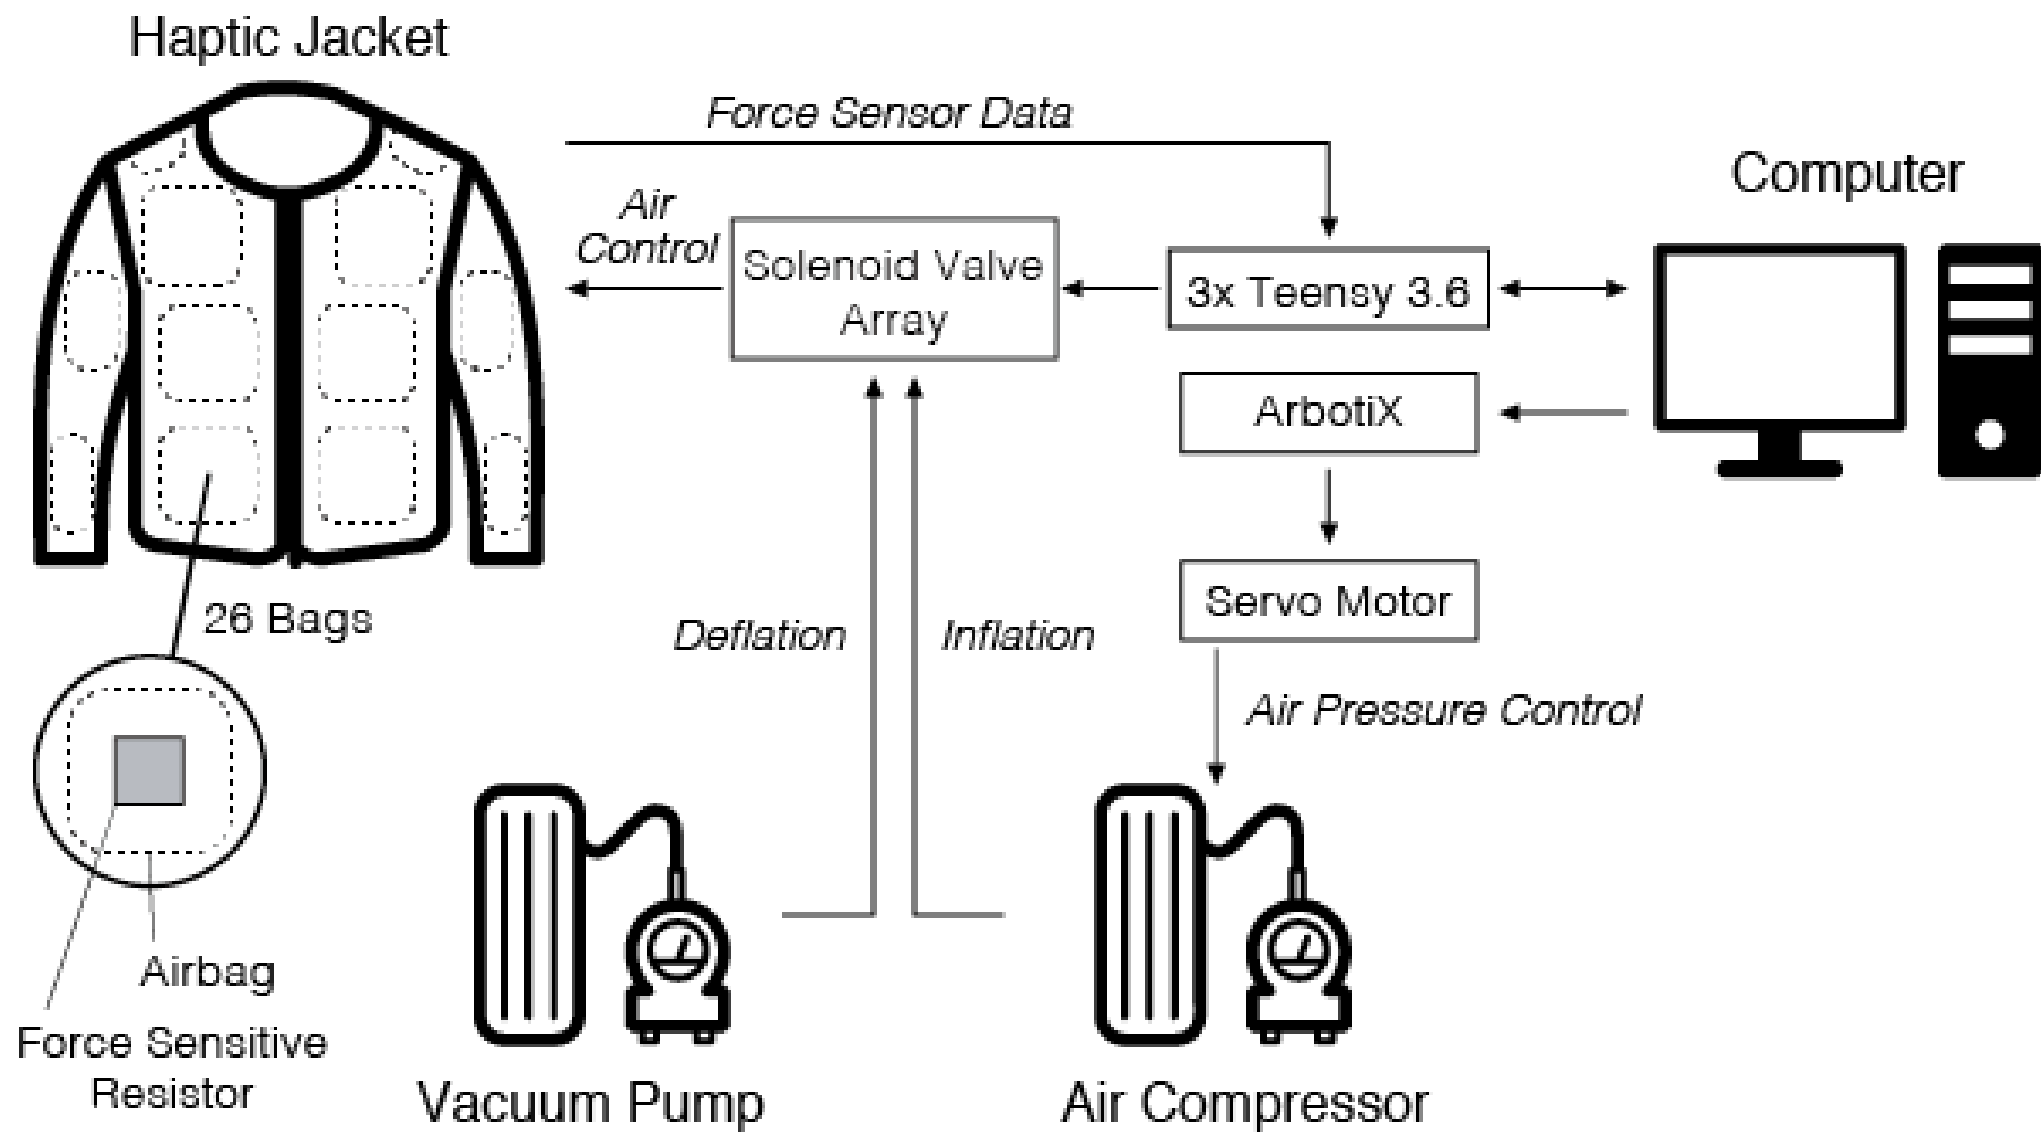 Haptic Jacket
Force Sensor Data
Computer
Air
Control
Solenoid Valve
Array
3x Teensy 3.6
ArbotiX
Servo Motor
26 Bags
Deflation
Inflation
Air Pressure Control
Airbag
Force Sensitive
Resistor
Vacuum Pump
Air Compressor